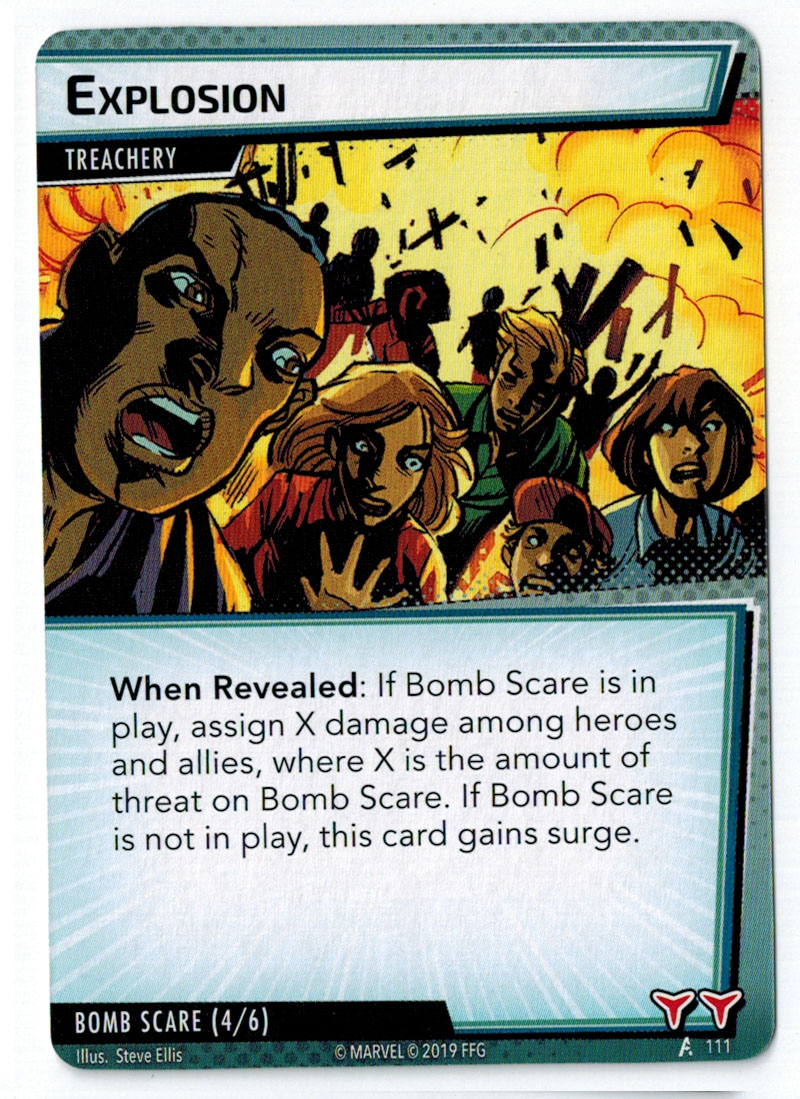 EXPLOSION
TREACHERY
When Revealed: If Bomb Scare is in
play, assign X damage among heroes
and allies, where X is the amount of
threat on Bomb Scare. If Bomb Scare
is not in play, this card gains surge.
BOMB SCARE (4/6)
Illus. Steve Ellis
© MARVEL © 2019 FFG
111